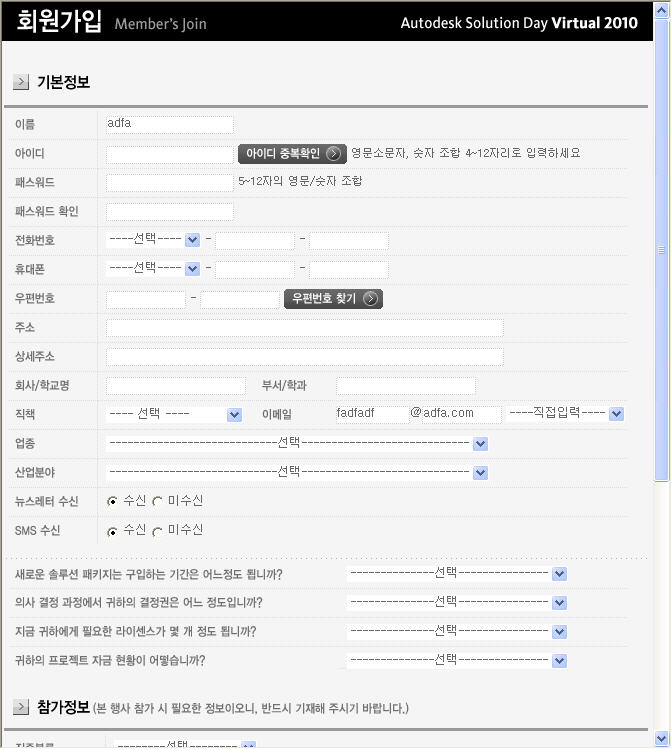 회원가입 Member's Join Autodesk Solution Day Virtual 2010
기본정보
이름 adfa
아이디 아이디 중복확인 영문소문자, 숫자 조합 4~12자리로 입력하세요
패스워드 5~12자의 영문/숫자 조합
패스워드 확인
전화번호 ----선택---- - -
휴대폰 ----선택---- - -
우편번호 - 우편번호 찾기
주소
상세주소
회사/학교명 부서/학과
직책 ---- 선택 ---- 이메일 fadfadf @adfa.com ----직접입력----
업종 ----------------------------선택----------------------------
산업분야 ----------------------------선택----------------------------
뉴스레터 수신 수신 미수신
SMS 수신 수신 미수신
새로운 솔루션 패키지는 구입하는 기간은 어느정도 됩니까? --------------선택---------------
의사 결정 과정에서 귀하의 결정권은 어느 정도입니까? --------------선택---------------
지금 귀하에게 필요한 라이센스가 몇 개 정도 됩니까? --------------선택---------------
귀하의 프로젝트 자금 현황이 어떻습니까? --------------선택---------------
참가정보 (본 행사 참가 시 필요한 정보이오니, 반드시 기재해 주시기 바랍니다.)
--------선택--------